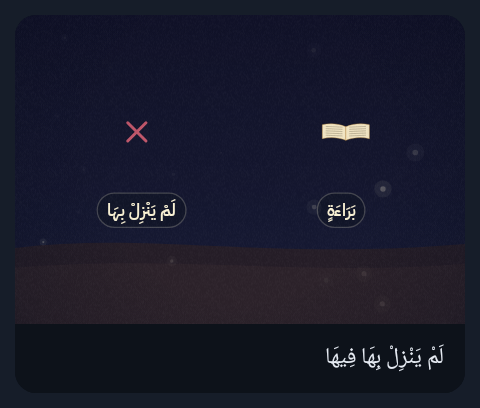 بَرَاءَةٍ
لَمْ يَنْزِلْ بِهَا
لَمْ يَنْزِلْ بِهَا فِيهَا